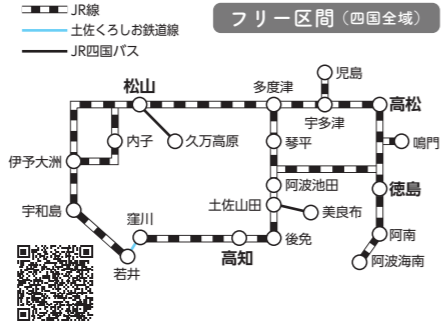 JR線
土佐くろしお鉄道線
JR四国バス
フリー区間（四国全域）
児島
松山
多度津
高松
宇多津
内子
久万高原
琴平
鳴門
伊予大洲
阿波池田
徳島
土佐山田
美良布
宇和島
窪川
後免
阿南
高知
若井
阿波海南